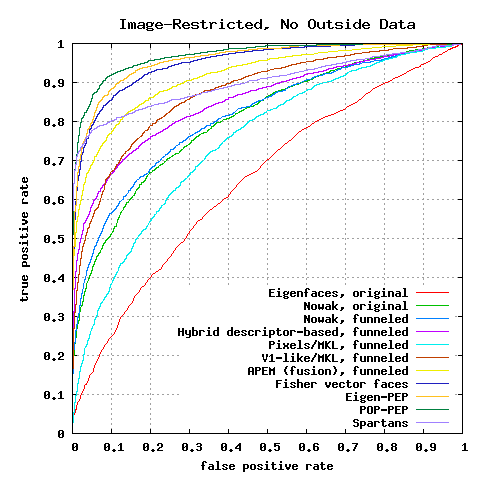 Image-Restricted, No Outside Data
1
0.9
0.8
0.7
0.6
0.5
0.4
0.3
0.2
0.1
0
true positive rate
Eigenfaces, original
Nowak, original
Nowak, funneled
Hybrid descriptor-based, funneled
Pixels/MKL, funneled
V1-like/MKL, funneled
APEM (fusion), funneled
Fisher vector faces
Eigen-PEP
POP-PEP
Spartans
0 0.1 0.2 0.3 0.4 0.5 0.6 0.7 0.8 0.9 1
false positive rate